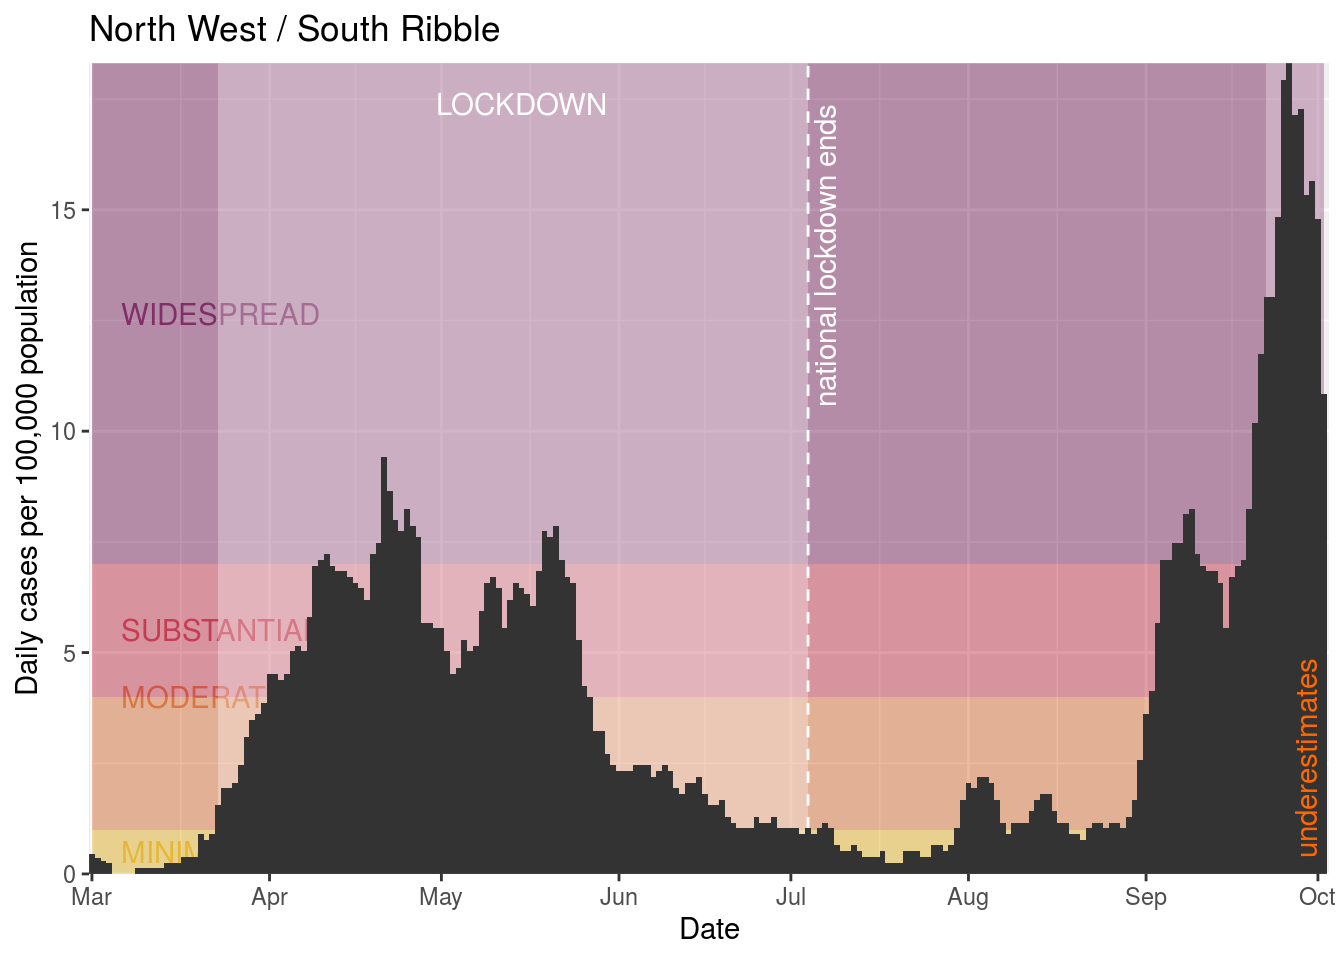 North West / South Ribble
LOCKDOWN
national lockdown ends
WIDESPREAD
SUBSTANTIAL
MODERAT
MINIM
underestimates
Daily cases per 100,000 population
15
10
5
0
Mar Apr May Jun Jul Aug Sep Oct
Date